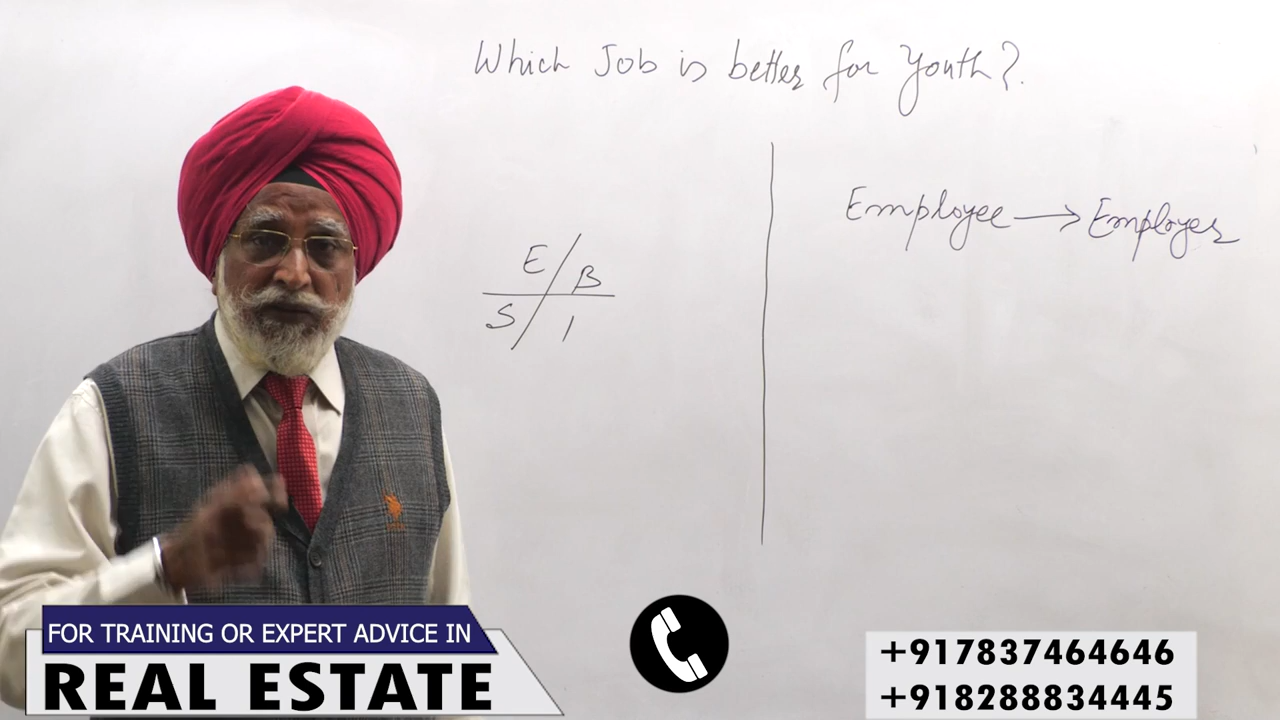 Which Job is better for Youth?.
Employee → Employer
E / B
S / I
FOR TRAINING OR EXPERT ADVICE IN
REAL ESTATE
+917837464646
+918288834445